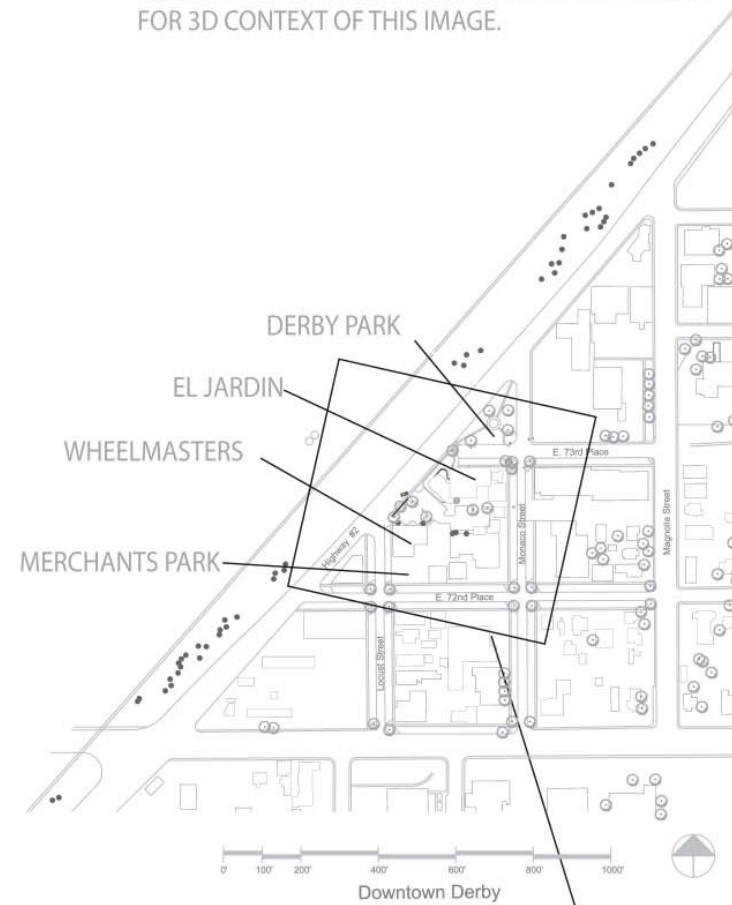 FOR 3D CONTEXT OF THIS IMAGE.
DERBY PARK
EL JARDIN
WHEELMASTERS
MERCHANTS PARK
E. 73rd Place
Highway #2
Monaco Street
Magnolia Street
E. 72nd Place
Locust Street
0' 100' 200' 400' 600' 800' 1000'
Downtown Derby